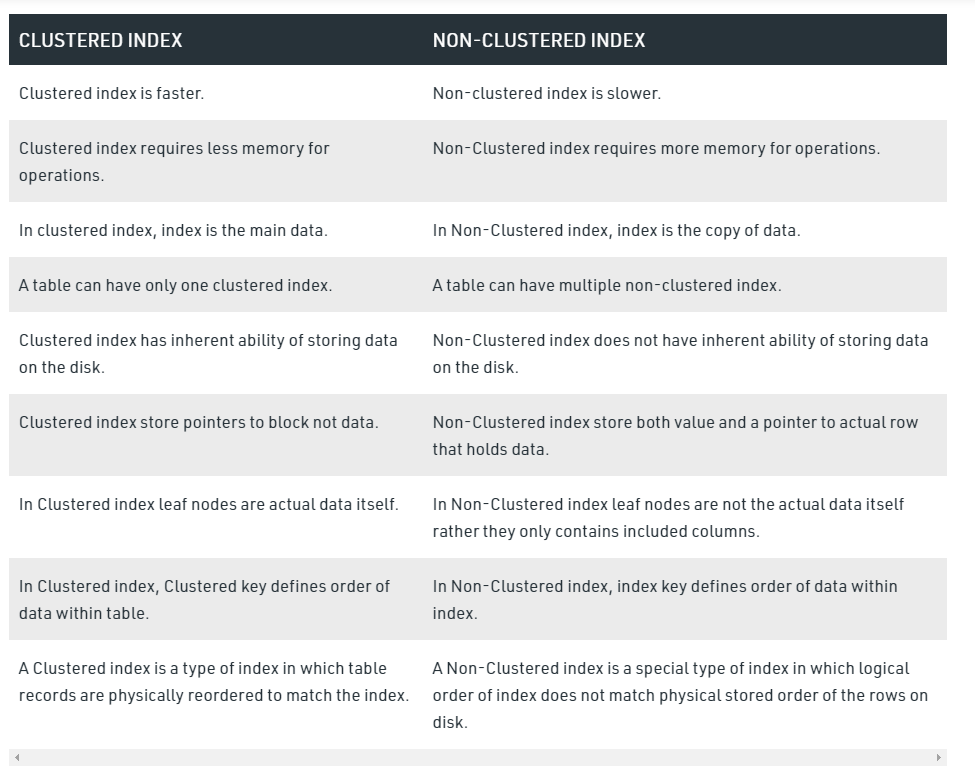 CLUSTERED INDEX NON-CLUSTERED INDEX
Clustered index is faster. Non-clustered index is slower.
Clustered index requires less memory for
operations.
Non-Clustered index requires more memory for operations.
In clustered index, index is the main data. In Non-Clustered index, index is the copy of data.
A table can have only one clustered index. A table can have multiple non-clustered index.
Clustered index has inherent ability of storing data
on the disk.
Non-Clustered index does not have inherent ability of storing data
on the disk.
Clustered index store pointers to block not data.
Non-Clustered index store both value and a pointer to actual row
that holds data.
In Clustered index leaf nodes are actual data itself.
In Non-Clustered index leaf nodes are not the actual data itself
rather they only contains included columns.
In Clustered index, Clustered key defines order of
data within table.
In Non-Clustered index, index key defines order of data within
index.
A Clustered index is a type of index in which table
records are physically reordered to match the index.
A Non-Clustered index is a special type of index in which logical
order of index does not match physical stored order of the rows on
disk.